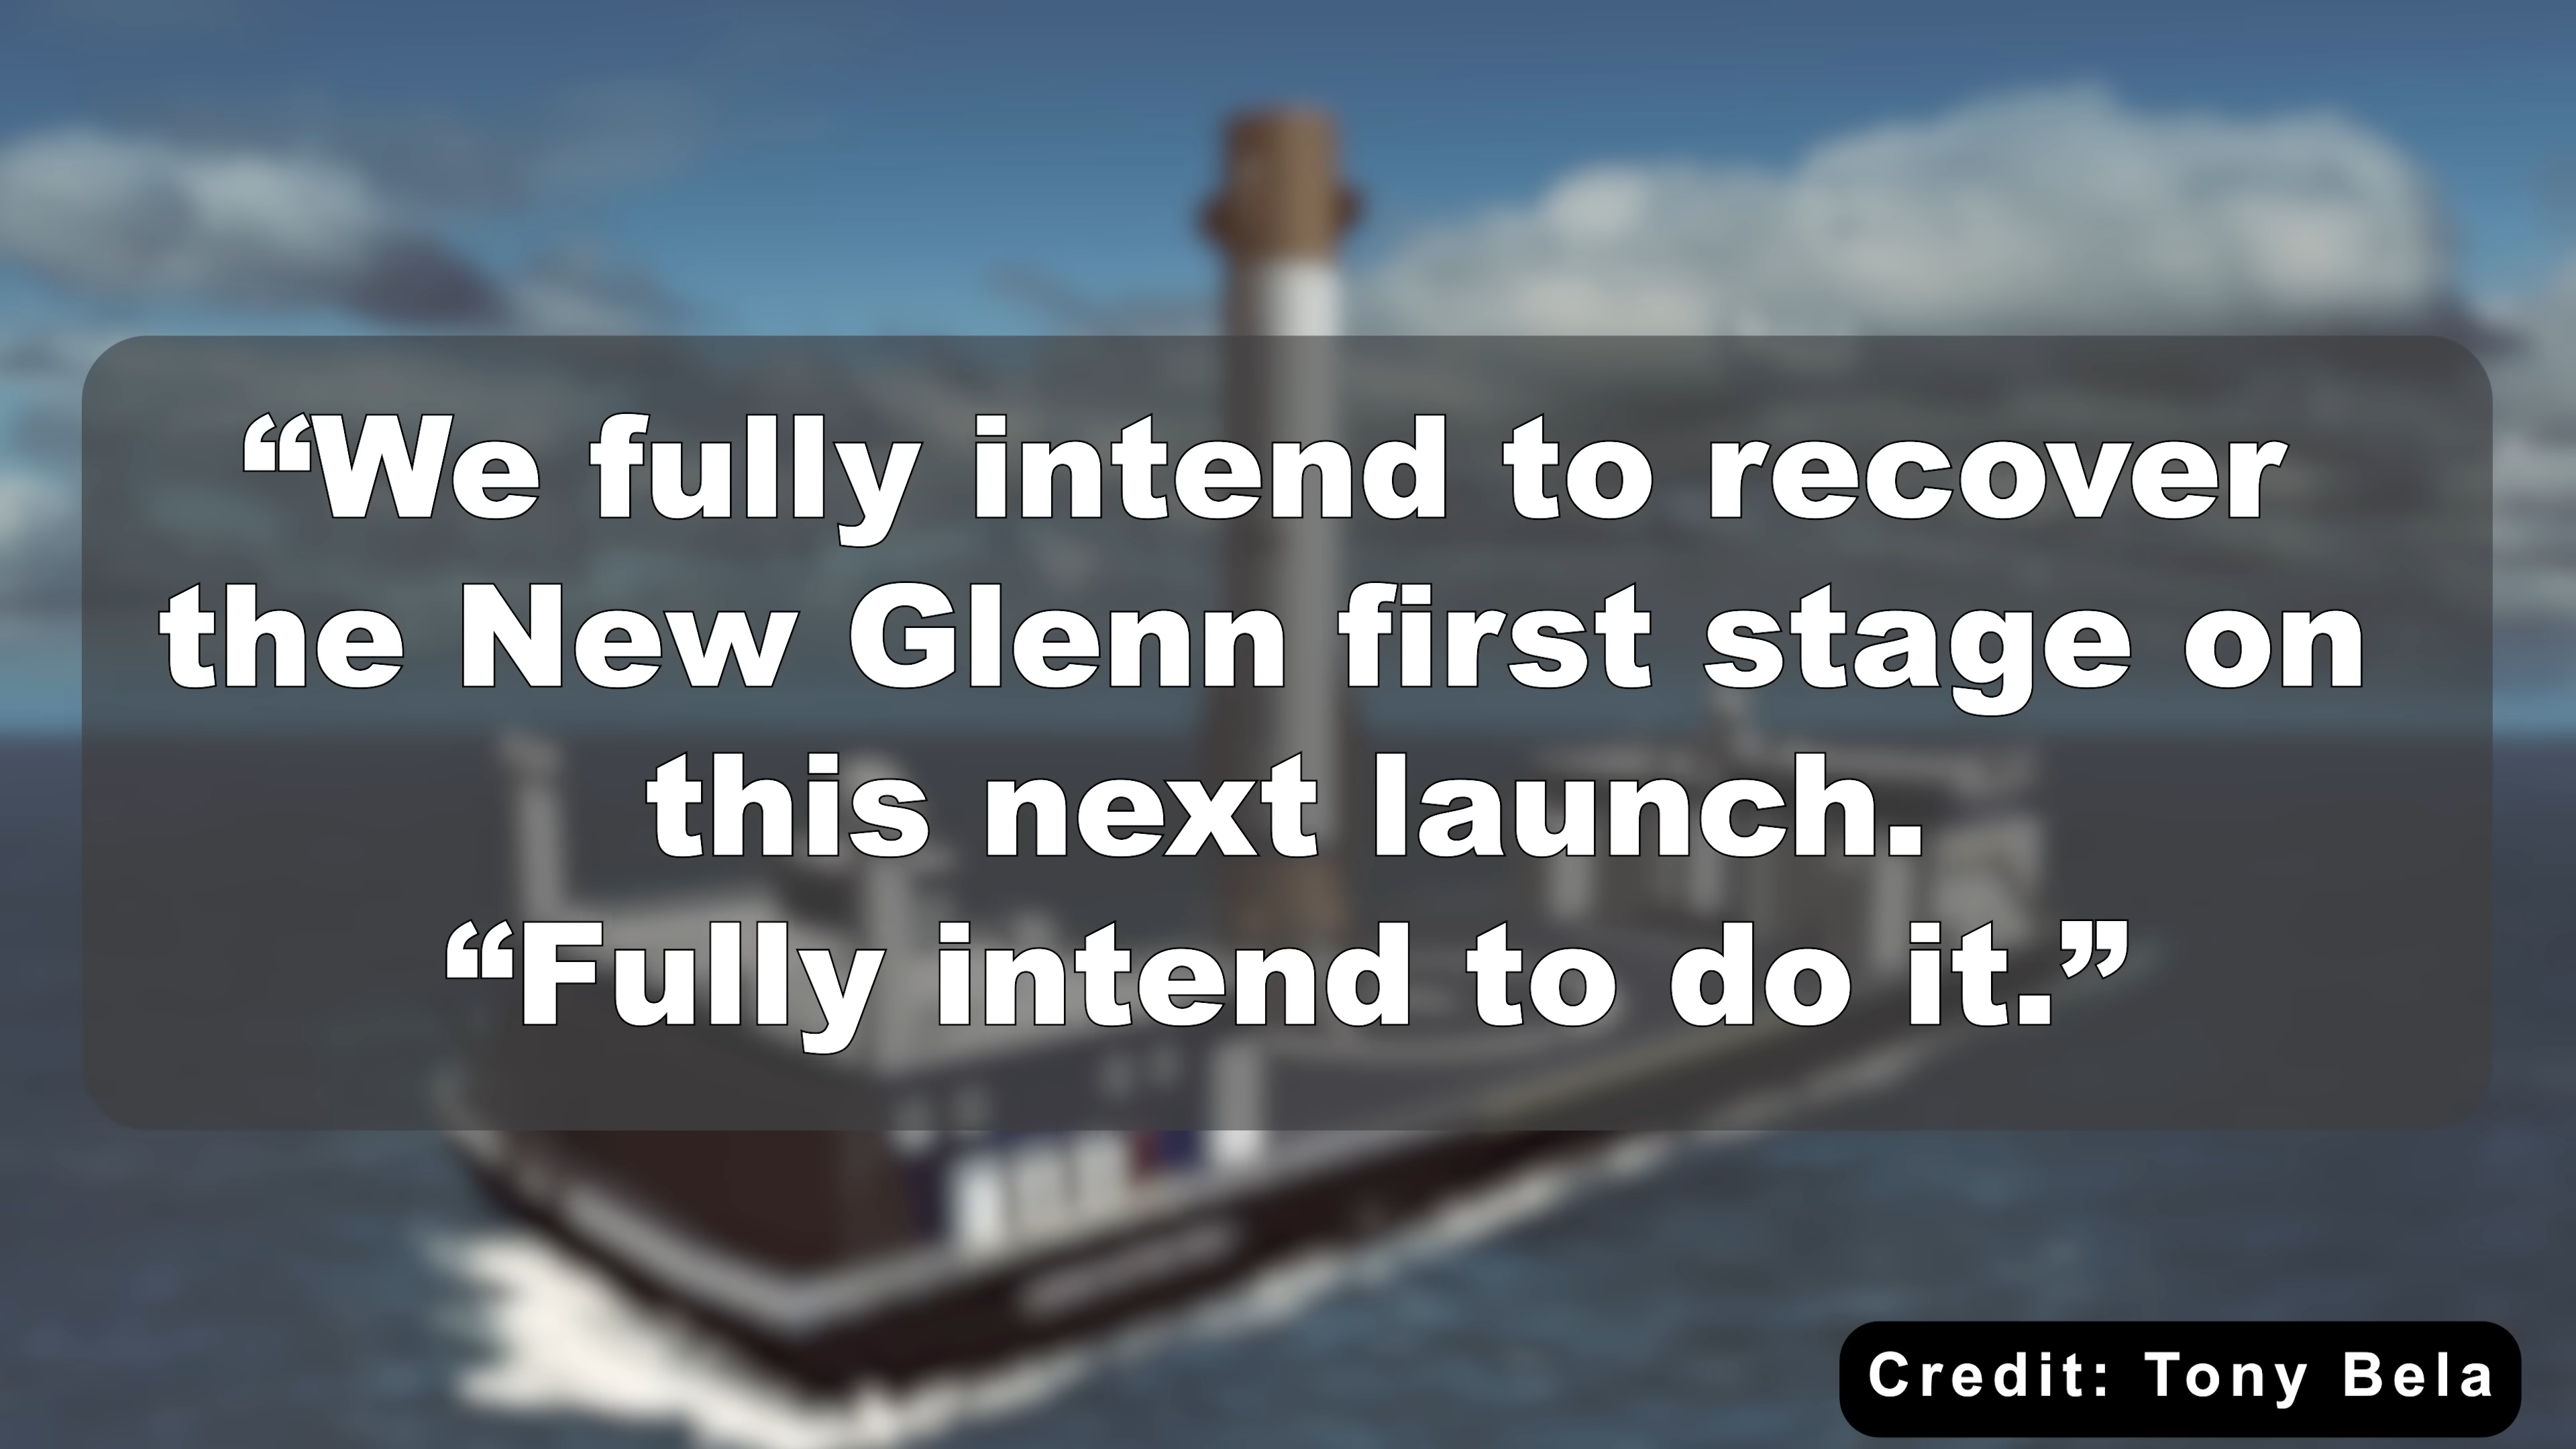 “We fully intend to recover
the New Glenn first stage on
this next launch.
“Fully intend to do it.”
Credit: Tony Bela